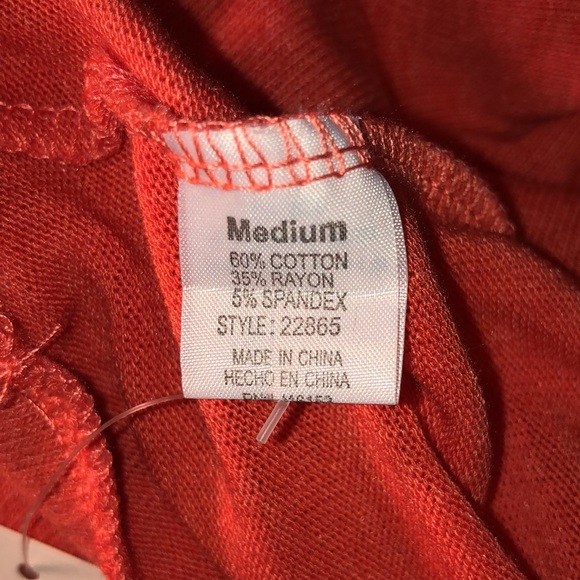 Medium
60% COTTON
35% RAYON
5% SPANDEX
STYLE: 22865
MADE IN CHINA
HECHO EN CHINA